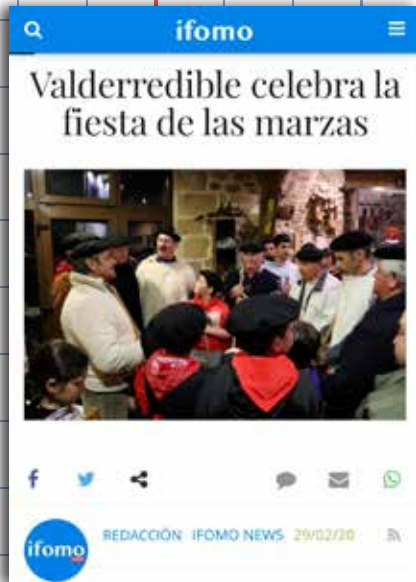 ifomo
Valderredible celebra la
fiesta de las marzas
ifomo
REDACCIÓN IFOMO NEWS 29/02/20